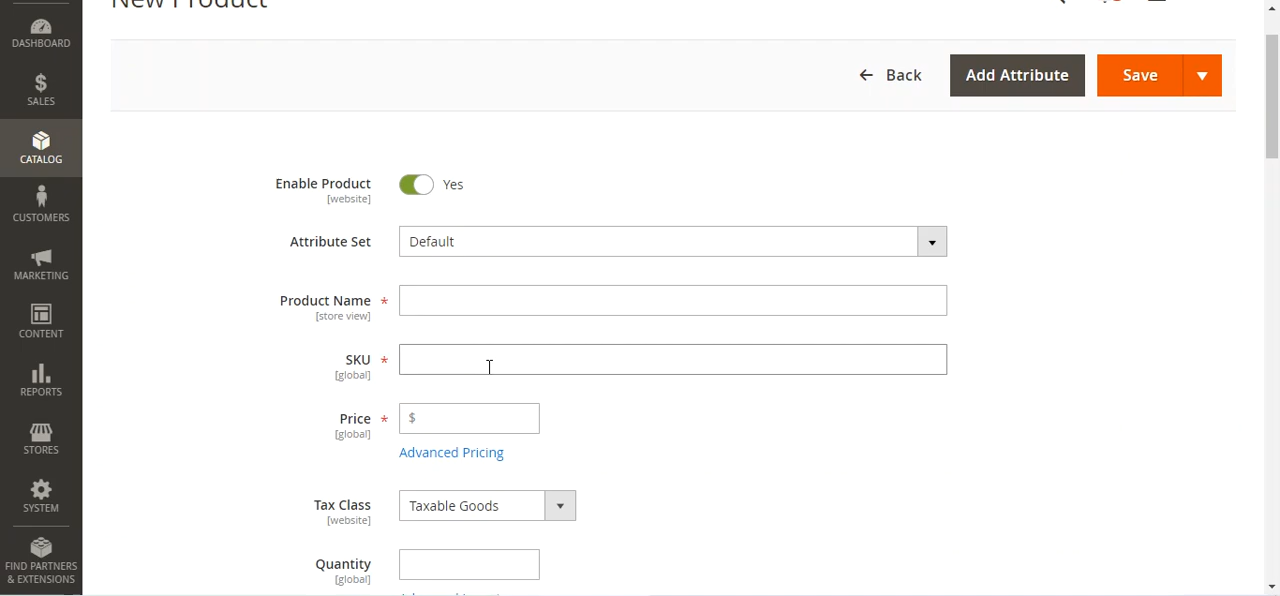 New Product
DASHBOARD
$
SALES
CATALOG
CUSTOMERS
MARKETING
CONTENT
REPORTS
STORES
SYSTEM
FIND PARTNERS
& EXTENSIONS
Back
Add Attribute
Save
Enable Product
[website]
Yes
Attribute Set
Default
Product Name *
[store view]
SKU *
[global]
Price *
[global]
$
Advanced Pricing
Tax Class
[website]
Taxable Goods
Quantity
[global]